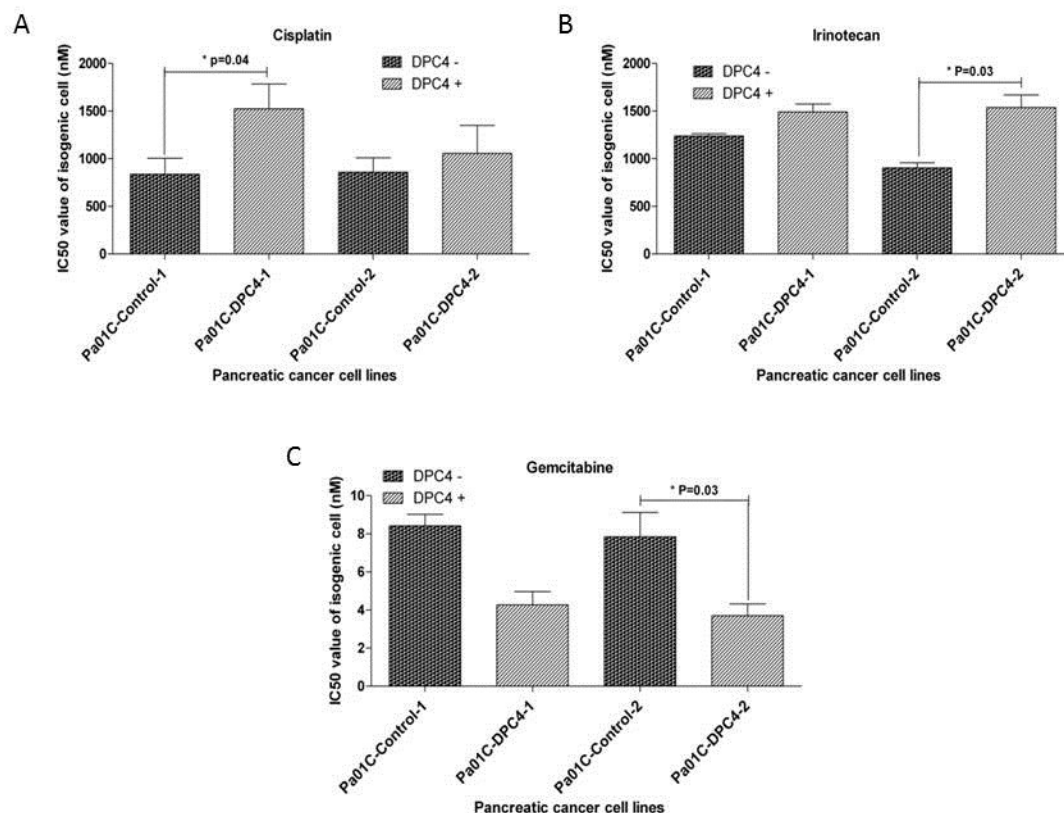 A
Cisplatin
* p=0.04
DPC4 -
DPC4 +
IC50 value of isogenic cell (nM)
2000
1500
1000
500
0
Pa01C-Control-1
Pa01C-DPC4-1
Pa01C-Control-2
Pa01C-DPC4-2
Pancreatic cancer cell lines
B
Irinotecan
DPC4 -
DPC4 +
* P=0.03
IC50 value of isogenic cell (nM)
2000
1500
1000
500
0
Pa01C-Control-1
Pa01C-DPC4-1
Pa01C-Control-2
Pa01C-DPC4-2
Pancreatic cancer cell lines
C
Gemcitabine
DPC4 -
DPC4 +
* P=0.03
IC50 value of isogenic cell (nM)
10
8
6
4
2
0
Pa01C-Control-1
Pa01C-DPC4-1
Pa01C-Control-2
Pa01C-DPC4-2
Pancreatic cancer cell lines